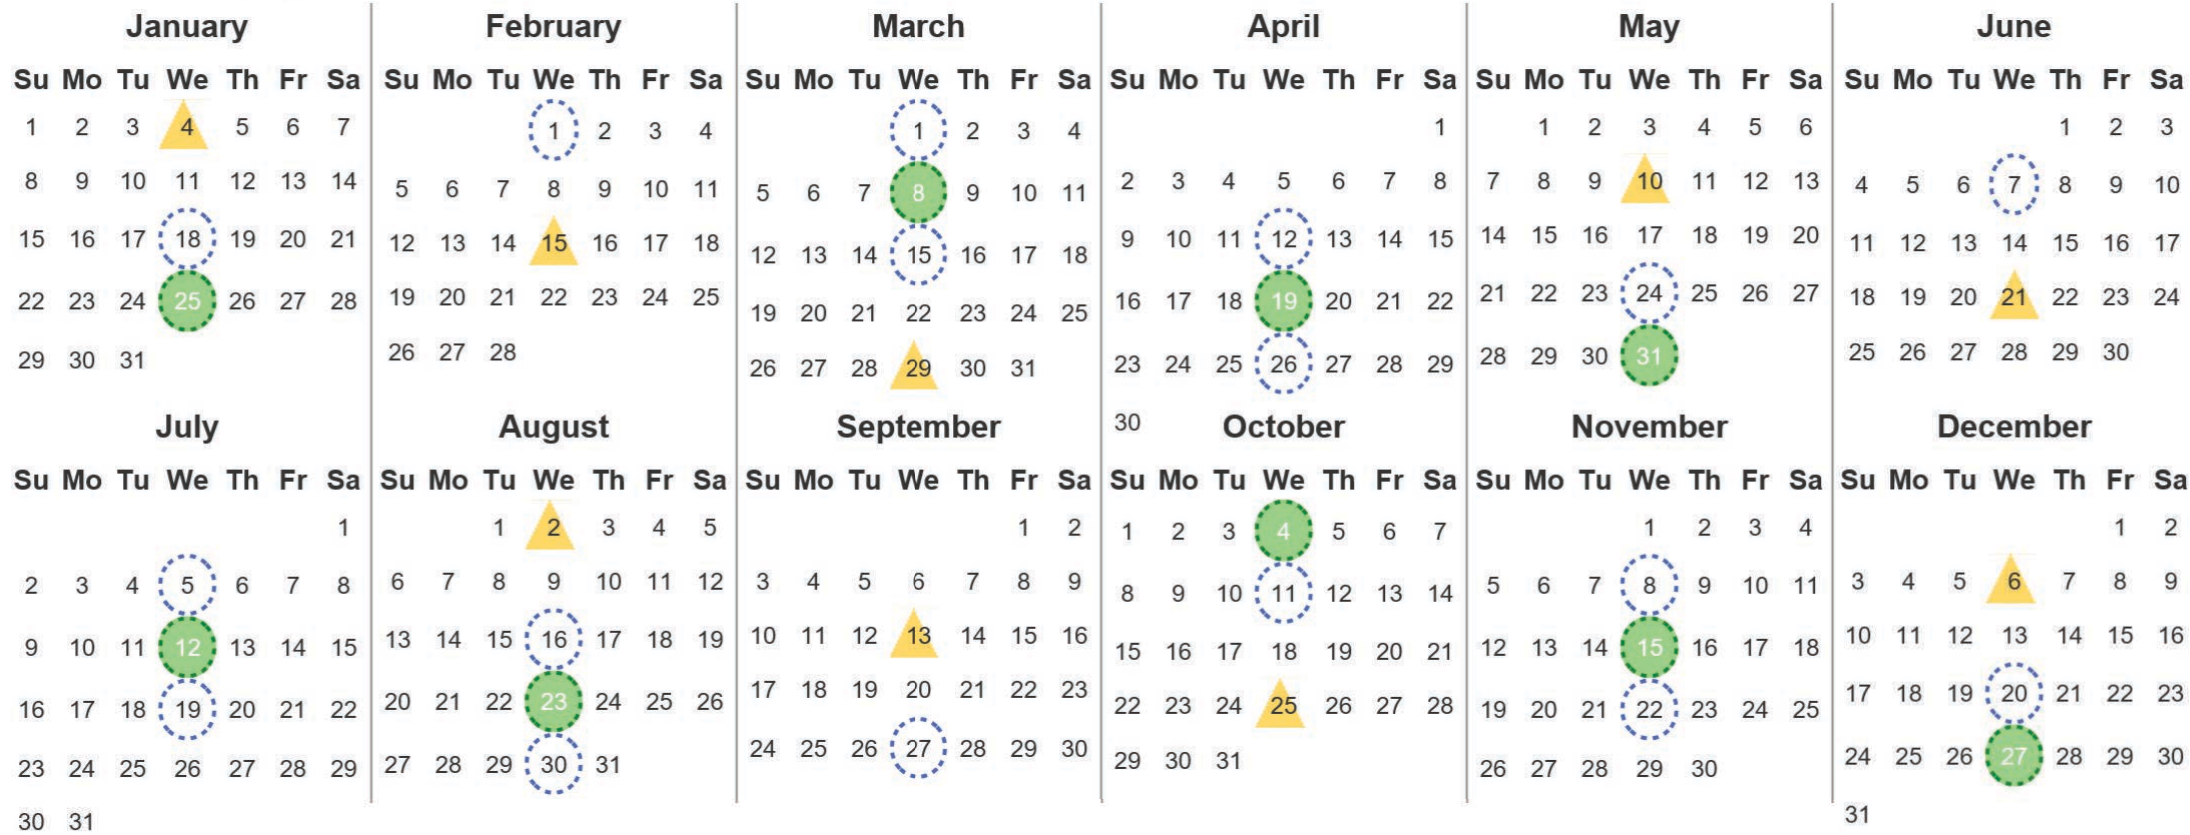 January
Su Mo Tu We Th Fr Sa
1 2 3 4 5 6 7
8 9 10 11 12 13 14
15 16 17 18 19 20 21
22 23 24 25 26 27 28
29 30 31
February
Su Mo Tu We Th Fr Sa
1 2 3 4
5 6 7 8 9 10 11
12 13 14 15 16 17 18
19 20 21 22 23 24 25
26 27 28
March
Su Mo Tu We Th Fr Sa
1 2 3 4
5 6 7 8 9 10 11
12 13 14 15 16 17 18
19 20 21 22 23 24 25
26 27 28 29 30 31
April
Su Mo Tu We Th Fr Sa
1
2 3 4 5 6 7 8
9 10 11 12 13 14 15
16 17 18 19 20 21 22
23 24 25 26 27 28 29
30
May
Su Mo Tu We Th Fr Sa
1 2 3 4 5 6
7 8 9 10 11 12 13
14 15 16 17 18 19 20
21 22 23 24 25 26 27
28 29 30 31
June
Su Mo Tu We Th Fr Sa
1 2 3
4 5 6 7 8 9 10
11 12 13 14 15 16 17
18 19 20 21 22 23 24
25 26 27 28 29 30
July
Su Mo Tu We Th Fr Sa
1
2 3 4 5 6 7 8
9 10 11 12 13 14 15
16 17 18 19 20 21 22
23 24 25 26 27 28 29
30 31
August
Su Mo Tu We Th Fr Sa
1 2 3 4 5
6 7 8 9 10 11 12
13 14 15 16 17 18 19
20 21 22 23 24 25 26
27 28 29 30 31
September
Su Mo Tu We Th Fr Sa
1 2
3 4 5 6 7 8 9
10 11 12 13 14 15 16
17 18 19 20 21 22 23
24 25 26 27 28 29 30
October
Su Mo Tu We Th Fr Sa
1 2 3 4 5 6 7
8 9 10 11 12 13 14
15 16 17 18 19 20 21
22 23 24 25 26 27 28
29 30 31
November
Su Mo Tu We Th Fr Sa
1 2 3 4
5 6 7 8 9 10 11
12 13 14 15 16 17 18
19 20 21 22 23 24 25
26 27 28 29 30
December
Su Mo Tu We Th Fr Sa
1 2
3 4 5 6 7 8 9
10 11 12 13 14 15 16
17 18 19 20 21 22 23
24 25 26 27 28 29 30
31